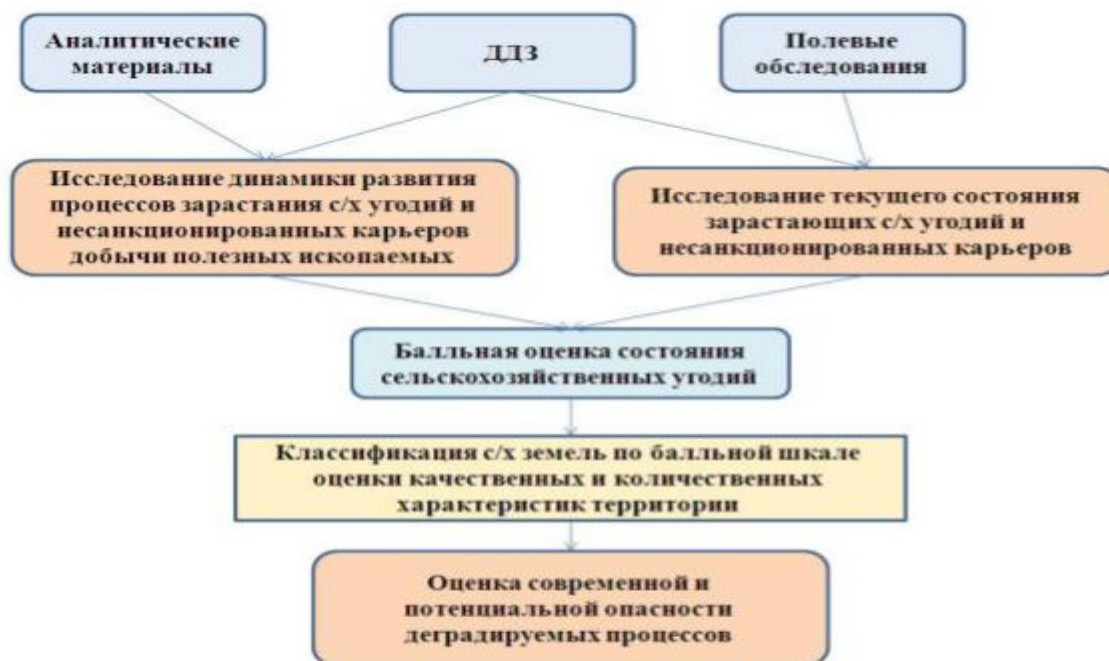 Аналитические
материалы
ДДЗ
Полевые
обследования
Исследование динамики развития
процессов зарастания с/х угодий и
несанкционированных карьеров
добычи полезных ископаемых
Исследование текущего состояния
зарастающих с/х угодий и
несанкционированных карьеров
Балльная оценка состояния
сельскохозяйственных угодий
Классификация с/х земель по балльной шкале
оценки качественных и количественных
характеристик территории
Оценка современной и
потенциальной опасности
деградируемых процессов